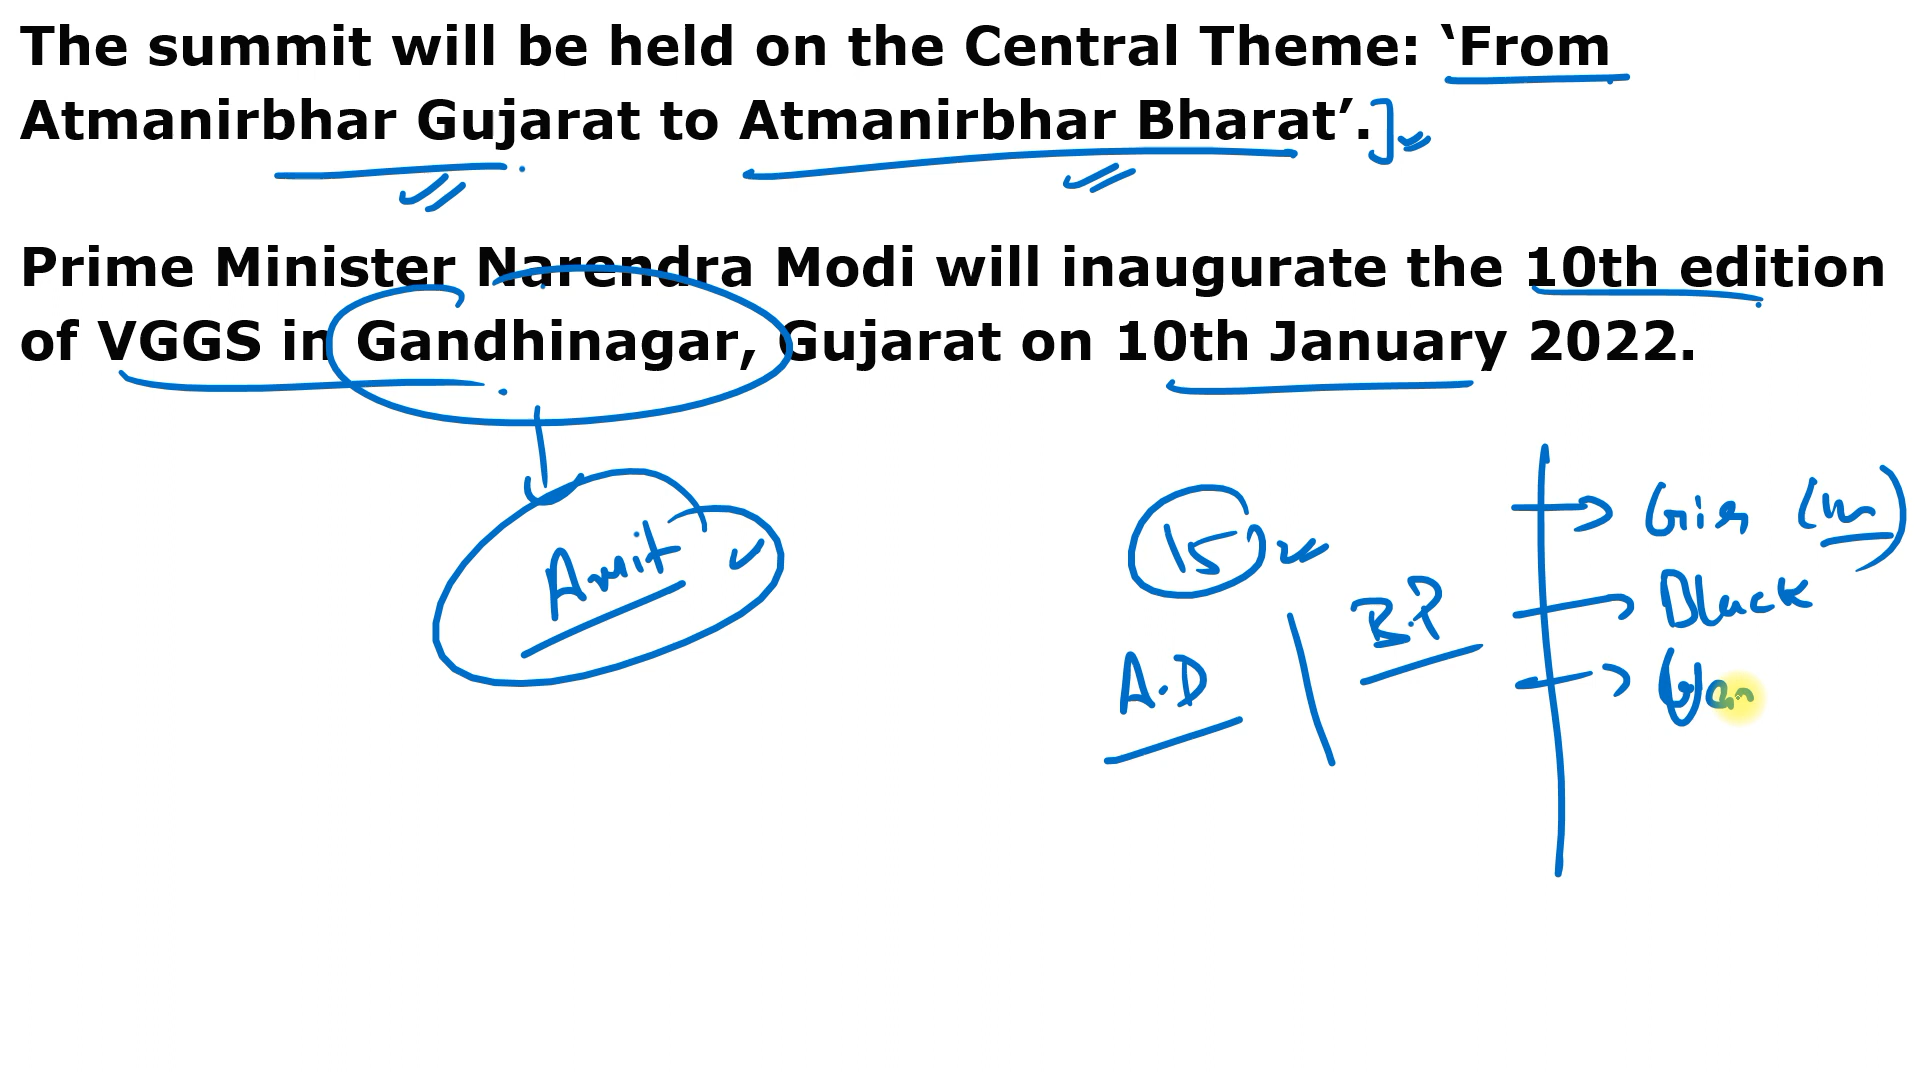 The summit will be held on the Central Theme: ‘From
Atmanirbhar Gujarat to Atmanirbhar Bharat’.]
Prime Minister Narendra Modi will inaugurate the 10th edition
of VGGS in Gandhinagar, Gujarat on 10th January 2022.
Amit
15
A.D
B.P
Black